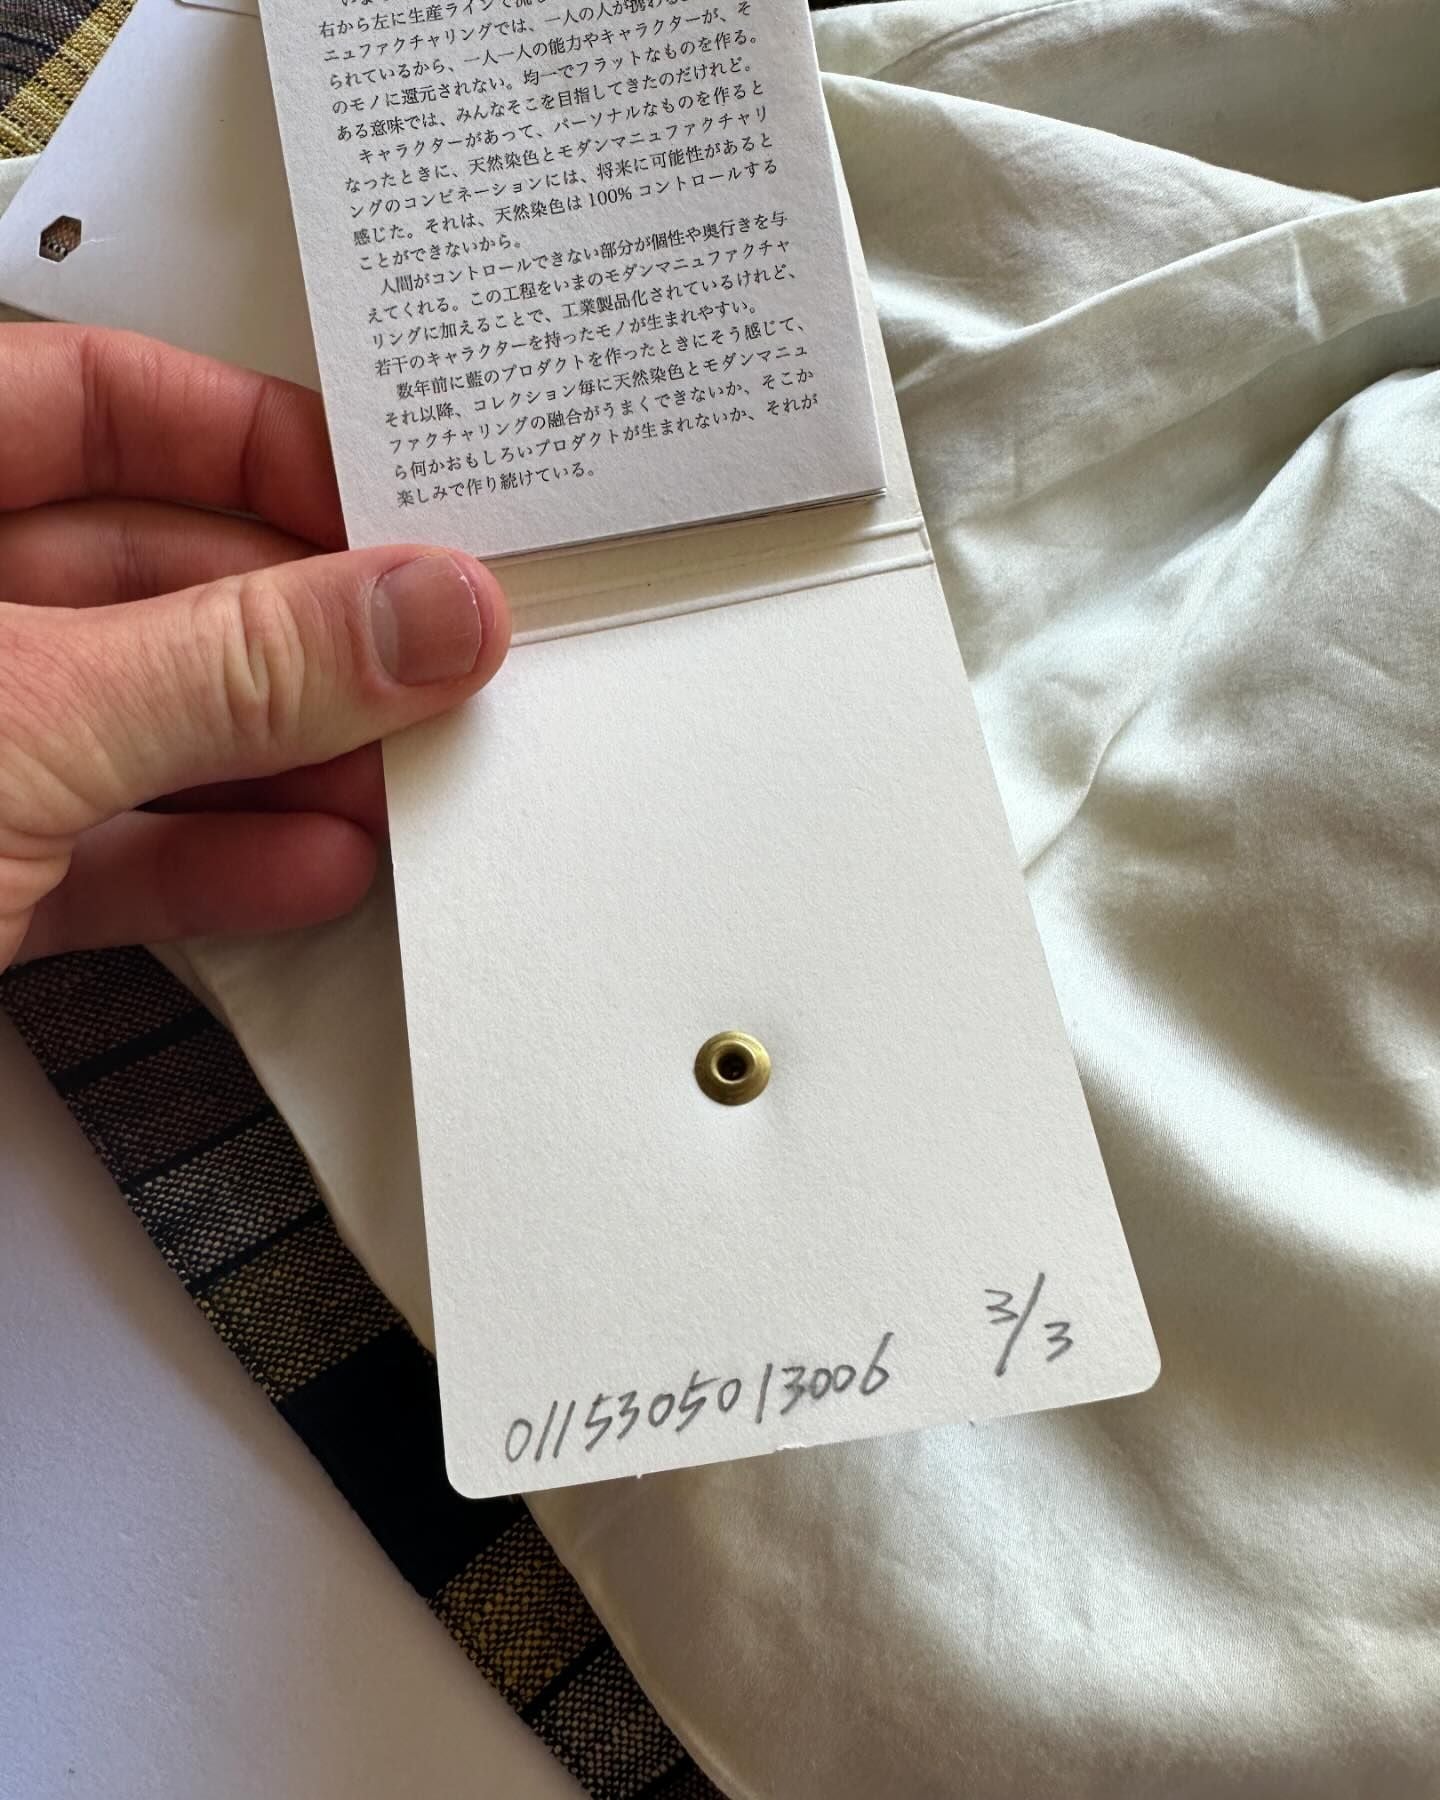 右から左に生産ラインで流
ニュファクチャリングでは、一人の人が携わる
られているから、一人一人の能力やキャラクターが、そ
のモノに還元されない。均一でフラットなものを作る。
ある意味では、みんなそこを目指してきたのだけれど。
キャラクターがあって、パーソナルなものを作ると
なったときに、天然染色とモダンマニュファクチャリ
ングのコンビネーションには、将来に可能性があると
感じた。それは、天然染色は100% コントロールする
ことができないから。
人間がコントロールできない部分が個性や奥行きを与
えてくれる。この工程をいまのモダンマニュファクチャ
リングに加えることで、工業製品化されているけれど、
若干のキャラクターを持ったモノが生まれやすい。
数年前に藍のプロダクトを作ったときにそう感じて、
それ以降、コレクション毎に天然染色とモダンマニュ
ファクチャリングの融合がうまくできないか、そこか
ら何かおもしろいプロダクトが生まれないか、それが
楽しみで作り続けている。
0115305013006 3/3